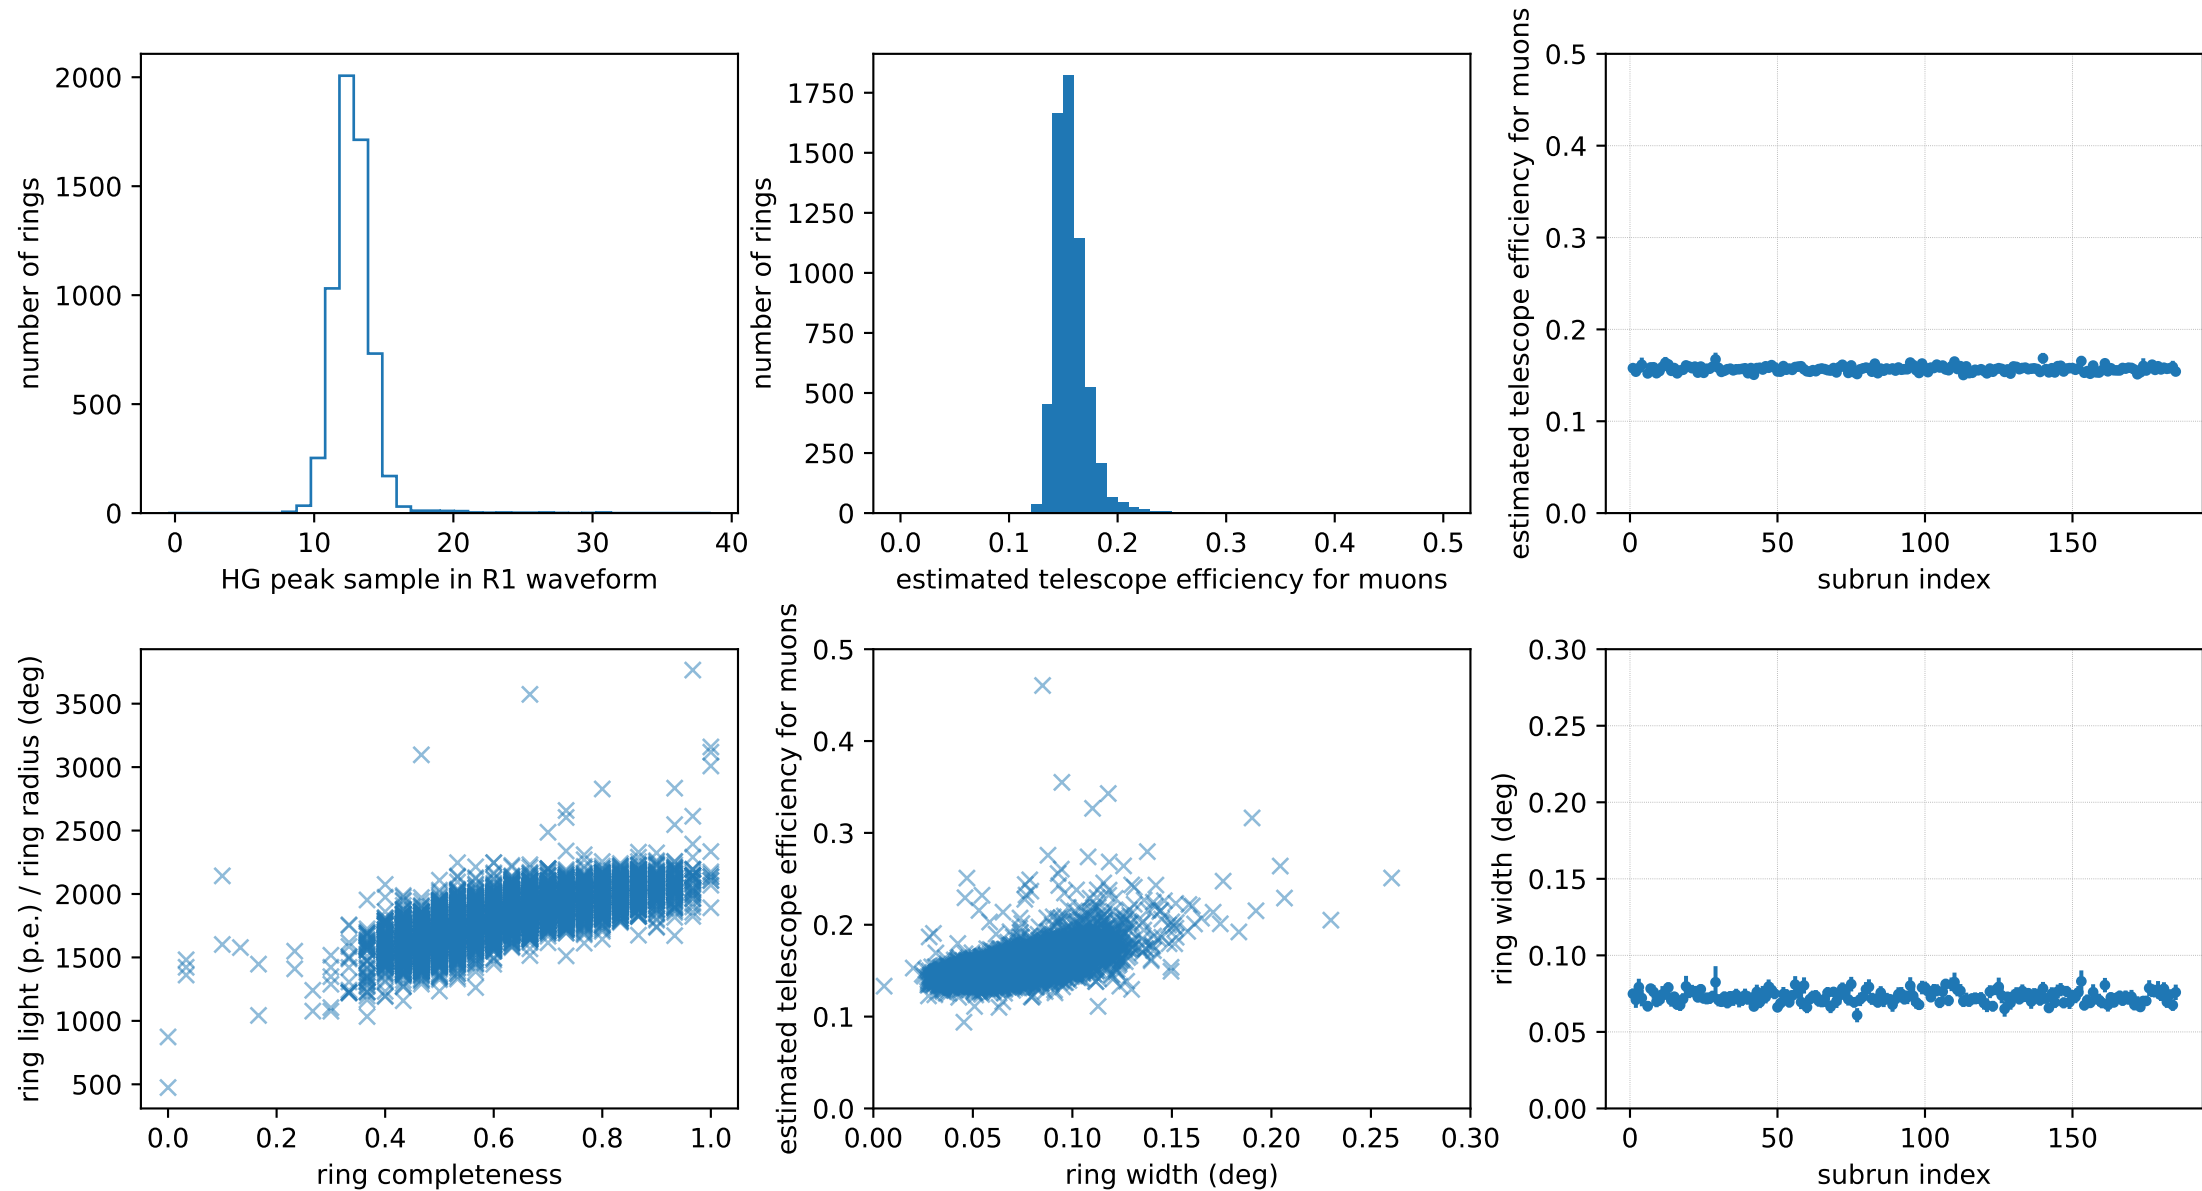 number of rings
2000
1500
1000
500
0
0 10 20 30 40
HG peak sample in R1 waveform
number of rings
1750
1500
1250
1000
750
500
250
0
0.0 0.1 0.2 0.3 0.4 0.5
estimated telescope efficiency for muons
estimated telescope efficiency for muons
0.5
0.4
0.3
0.2
0.1
0.0
0 50 100 150
subrun index
ring light (p.e.) / ring radius (deg)
3500
3000
2500
2000
1500
1000
500
0.0 0.2 0.4 0.6 0.8 1.0
ring completeness
estimated telescope efficiency for muons
0.5
0.4
0.3
0.2
0.1
0.0
0.00 0.05 0.10 0.15 0.20 0.25 0.30
ring width (deg)
ring width (deg)
0.30
0.25
0.20
0.15
0.10
0.05
0.00
0 50 100 150
subrun index